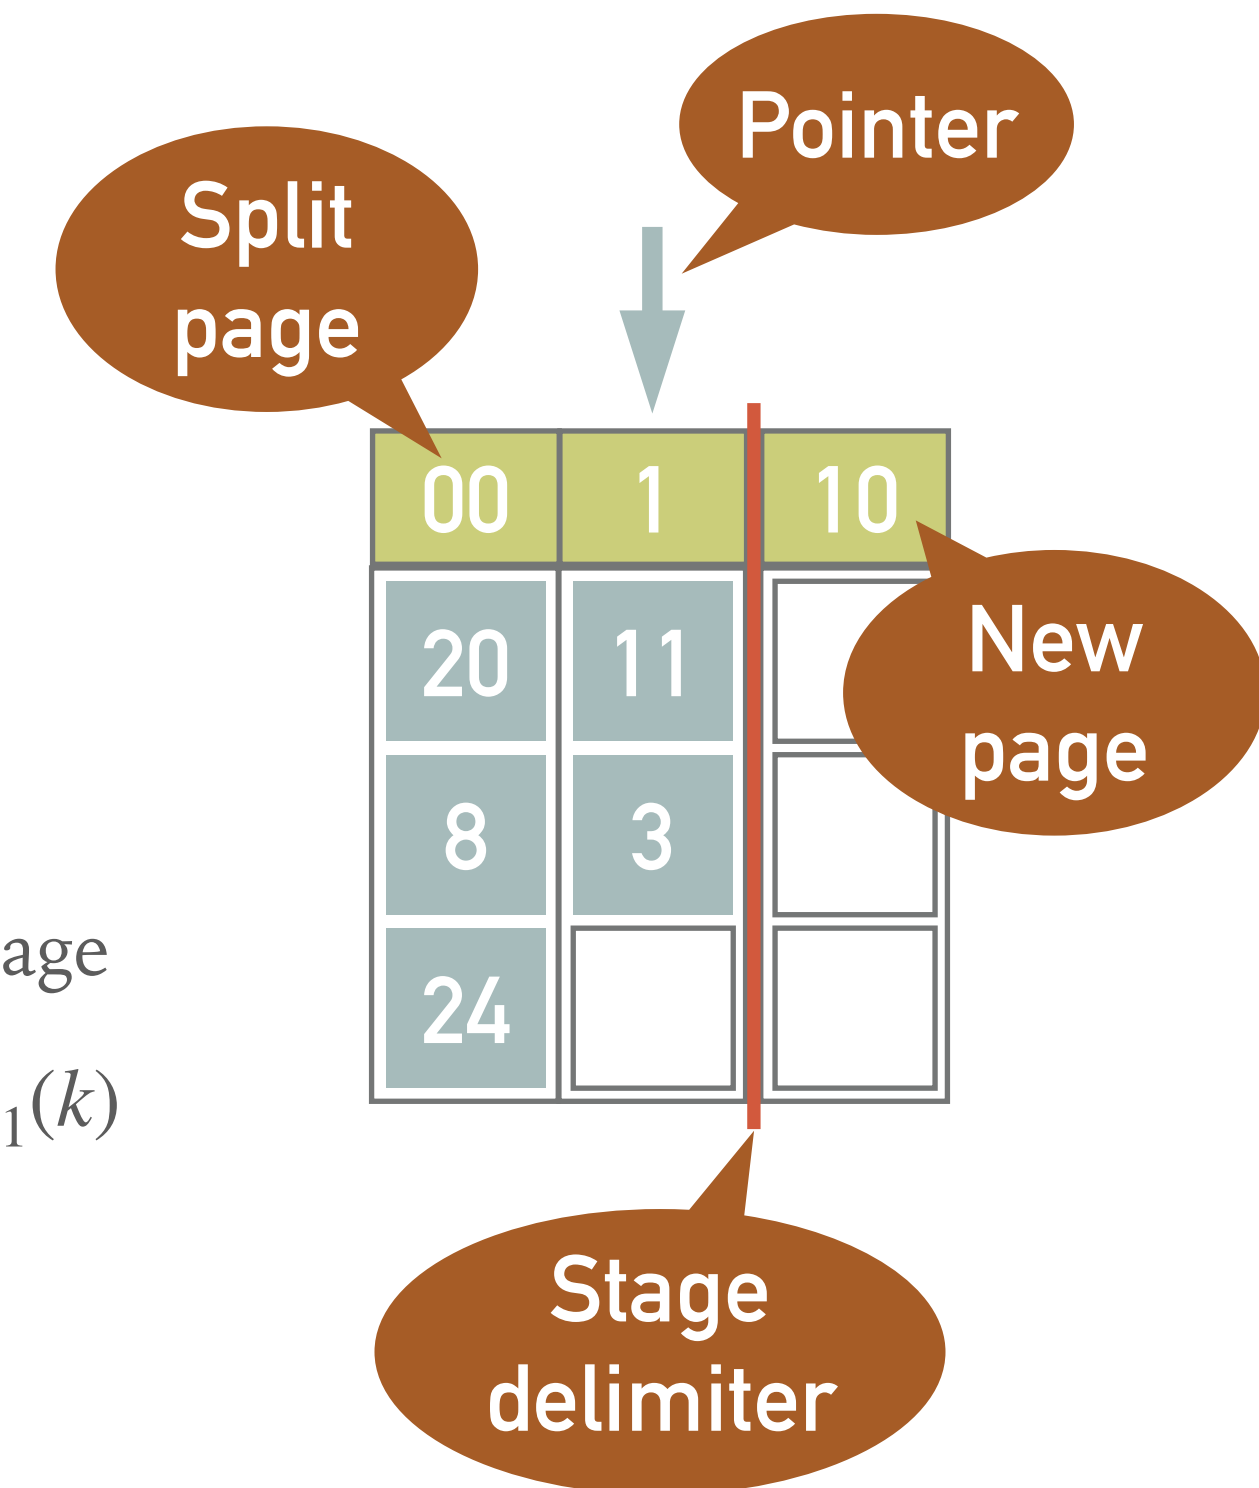 Pointer
Split
page
00 1 10
20 11
New
page
8 3
age
24
1(k)
Stage
delimiter